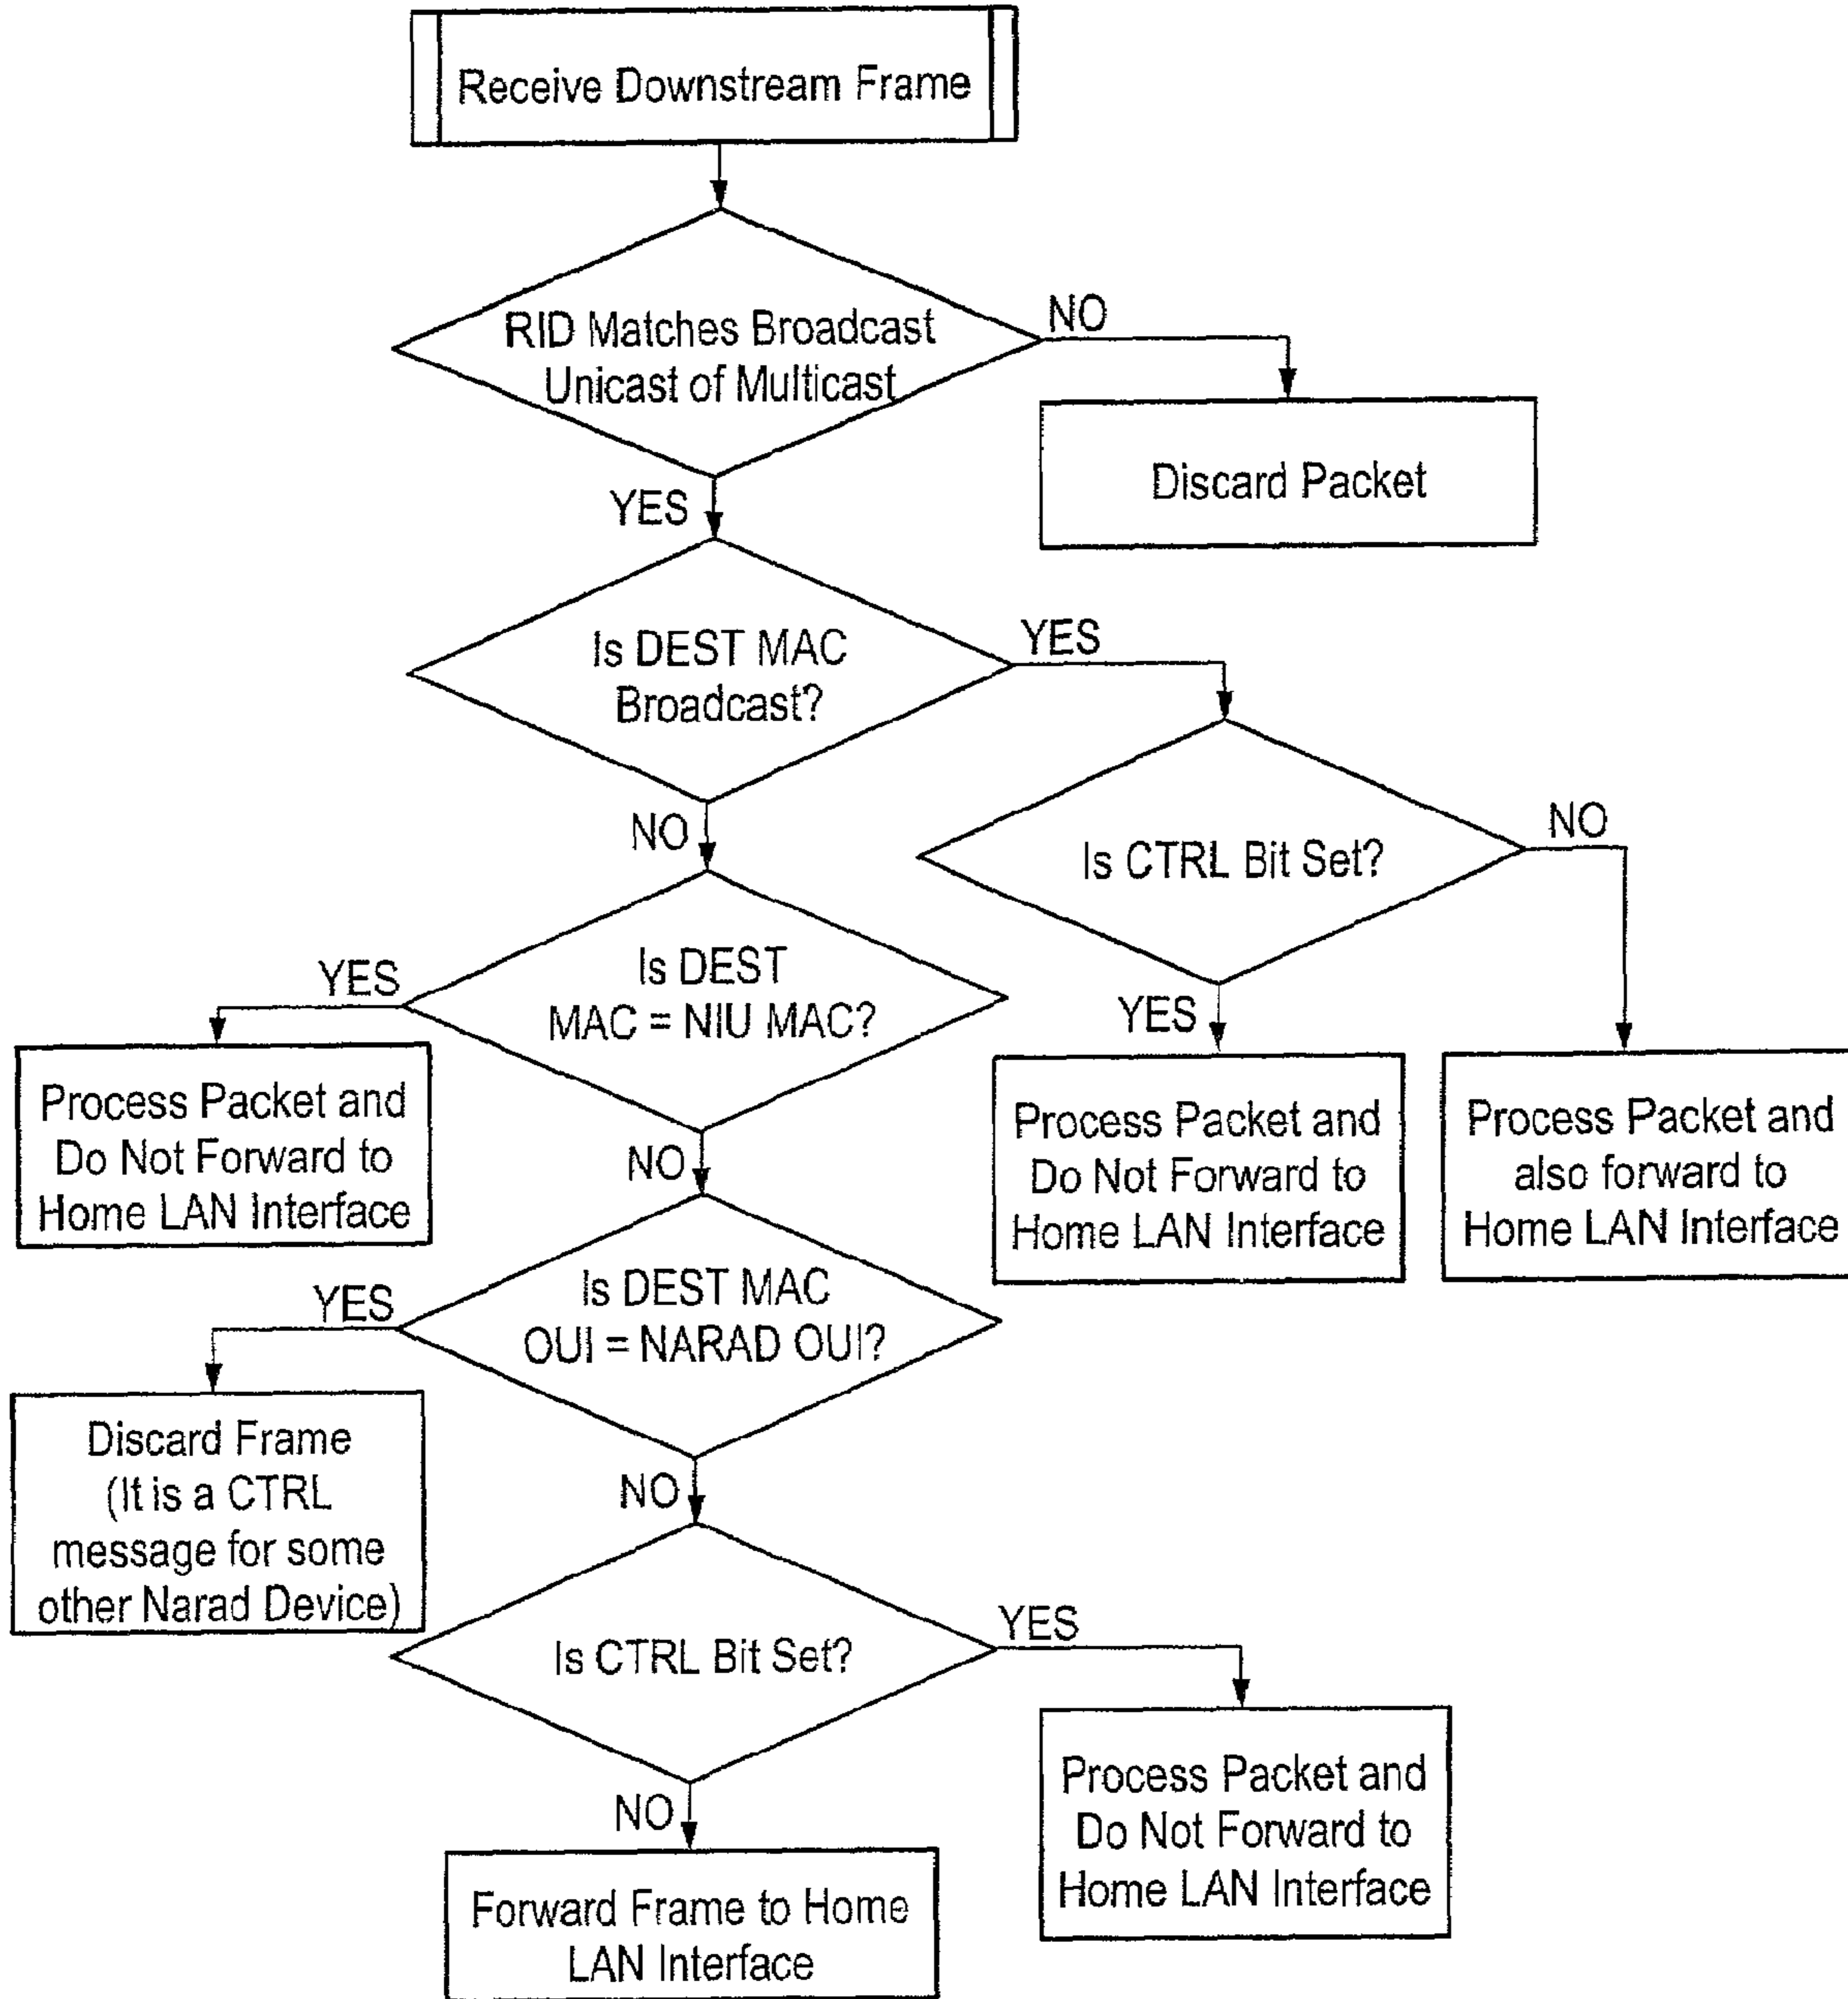 Receive Downstream Frame
RID Matches Broadcast
Unicast of Multicast
NO
Discard Packet
YES
Is DEST MAC
Broadcast?
YES
NO
Is CTRL Bit Set?
NO
YES
Is DEST
MAC = NIU MAC?
YES
Process Packet and
Do Not Forward to
Home LAN Interface
Process Packet and
Do Not Forward to
Home LAN Interface
Process Packet and
also forward to
Home LAN Interface
NO
Is DEST MAC
OUI = NARAD OUI?
YES
Discard Frame
(It is a CTRL
message for some
other Narad Device)
NO
Is CTRL Bit Set?
YES
Process Packet and
Do Not Forward to
Home LAN Interface
NO
Forward Frame to Home
LAN Interface